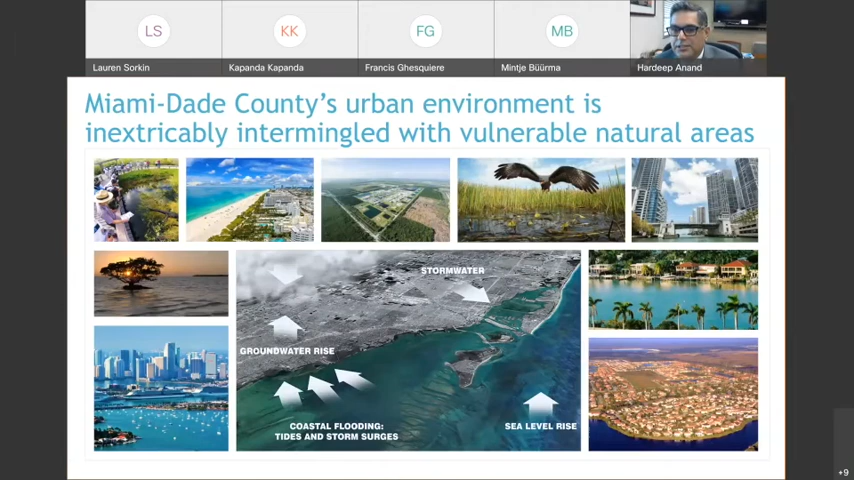 LS
KK
FG
MB
Lauren Sorkin
Kapanda Kapanda
Francis Ghesquiere
Mintje Büürma
Hardeep Anand
Miami-Dade County’s urban environment is
inextricably intermingled with vulnerable natural areas
STORMWATER
GROUNDWATER RISE
COASTAL FLOODING:
TIDES AND STORM SURGES
SEA LEVEL RISE
+9